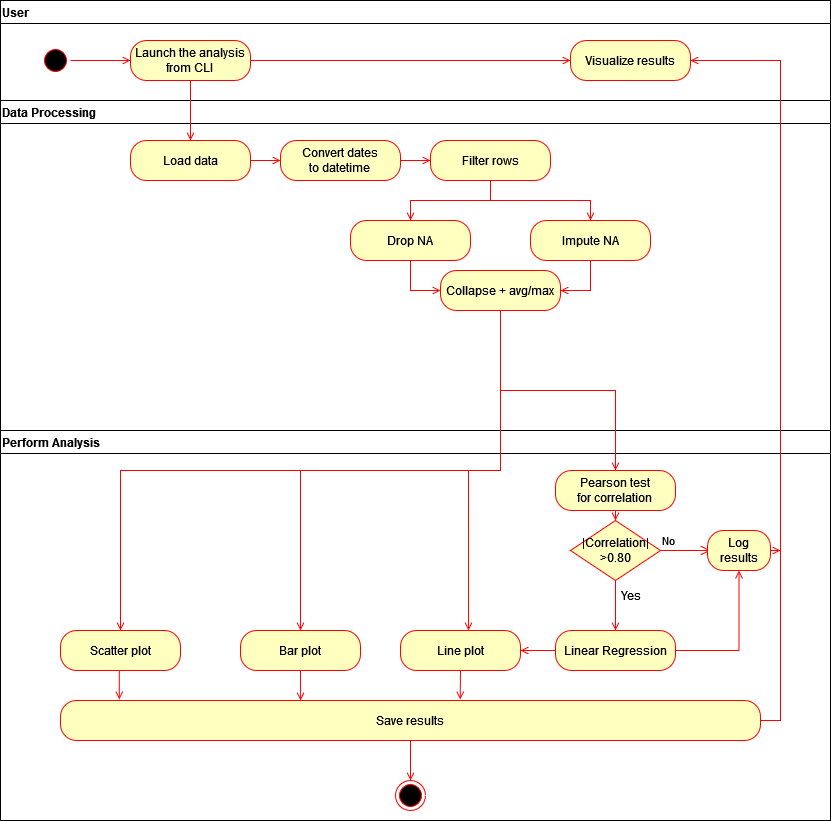 User
Launch the analysis
from CLI
Visualize results
Data Processing
Load data
Convert dates
to datetime
Filter rows
Drop NA
Impute NA
Collapse + avg/max
Perform Analysis
Pearson test
for correlation
|Correlation|
>0.80
No
Log
results
Yes
Scatter plot
Bar plot
Line plot
Linear Regression
Save results